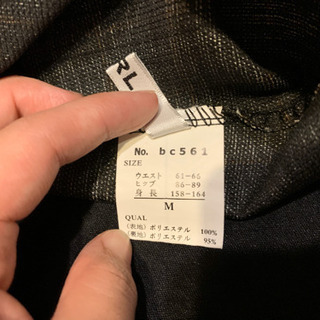 RL
No. bc561
SIZE
ウエスト 61-65
ヒップ 86-89
身長 158-164
M
QUAL
(表地) ポリエステル 100%
(裏地) ポリエステル 95%